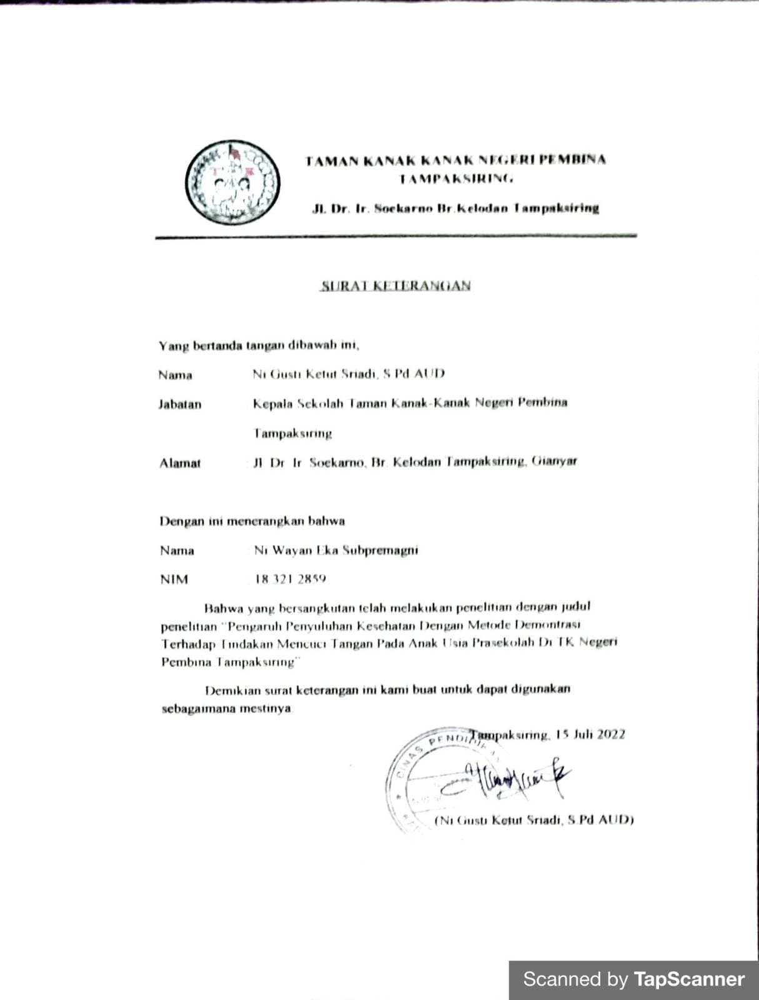 TAMAN KANAK KANAK NEGERI PEMBINA
TAMPAKSIRING
Jl. Dr. Ir. Soekarno Br.Kelodan Tampaksiring
SURAT KETERANGAN
Yang bertanda tangan dibawah ini,
Nama Ni Gusti Ketut Sriadi, S Pd AUD
Jabatan Kepala Sekolah Taman Kanak-Kanak Negeri Pembina
Tampaksiring
Alamat Jl Dr Ir Soekarno, Br. Kelodan Tampaksiring, Gianyar
Dengan ini menerangkan bahwa
Nama Ni Wayan Eka Subpremagni
NIM 18 321 2859
Bahwa yang bersangkutan telah melakukan penelitian dengan judul
penelitian "Pengaruh Penyuluhan Kesehatan Dengan Metode Demontrasi
Terhadap Tindakan Mencuci Tangan Pada Anak Usia Prasekolah Di TK Negeri
Pembina Tampaksiring"
Demikian surat keterangan ini kami buat untuk dapat digunakan
sebagaimana mestinya
Tampaksiring, 15 Juli 2022
DINAS PENDIDIKAN
(Ni Gusti Ketut Sriadi, S.Pd AUD)
Scanned by TapScanner